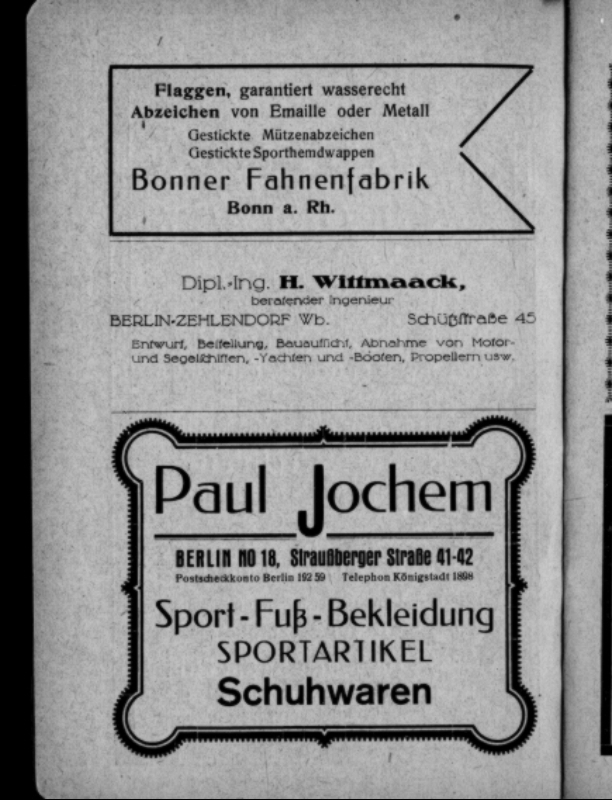 Flaggen, garantiert wasserecht
Abzeichen von Emaille oder Metall
Gestickte Mützenabzeichen
Gestickte Sporthemdwappen
Bonner Fahnenfabrik
Bonn a. Rh.
Dipl.-Ing. H. Wittmaack,
beratender Ingenieur
BERLIN-ZEHLENDORF Wb. Schüßstraße 45
Entwurf, Bestellung, Bauaufsicht, Abnahme von Motor-
und Segelschiffen, -Yachten und -Booten, Propellern usw.
Paul Jochem
BERLIN NO 18, Straußberger Straße 41-42
Postscheckkonto Berlin 192 59 Telephon Königstadt 1898
Sport-Fuß-Bekleidung
SPORTARTIKEL
Schuhwaren